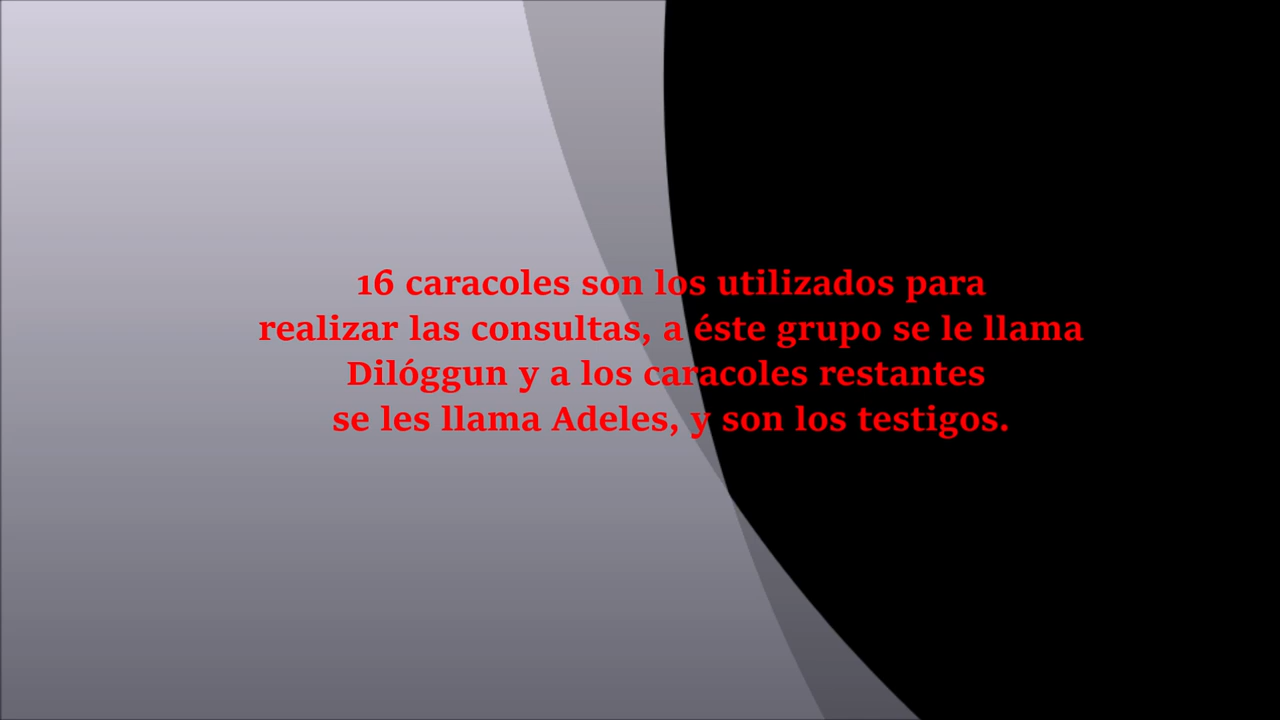 16 caracoles son los utilizados para
realizar las consultas, a éste grupo se le llama
Dilóggun y a los caracoles restantes
se les llama Adeles, y son los testigos.